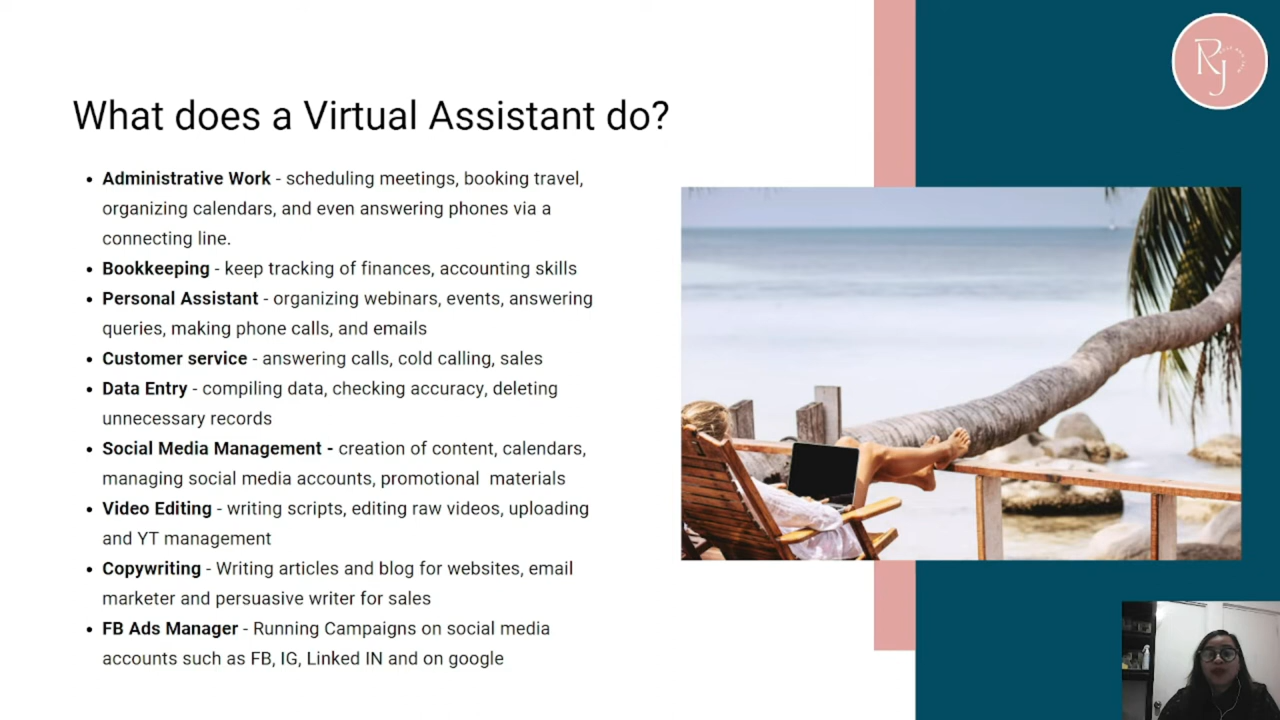 What does a Virtual Assistant do?
• Administrative Work - scheduling meetings, booking travel,
organizing calendars, and even answering phones via a
connecting line.
• Bookkeeping - keep tracking of finances, accounting skills
• Personal Assistant - organizing webinars, events, answering
queries, making phone calls, and emails
• Customer service - answering calls, cold calling, sales
• Data Entry - compiling data, checking accuracy, deleting
unnecessary records
• Social Media Management - creation of content, calendars,
managing social media accounts, promotional  materials
• Video Editing - writing scripts, editing raw videos, uploading
and YT management
• Copywriting - Writing articles and blog for websites, email
marketer and persuasive writer for sales
• FB Ads Manager - Running Campaigns on social media
accounts such as FB, IG, Linked IN and on google
RJ